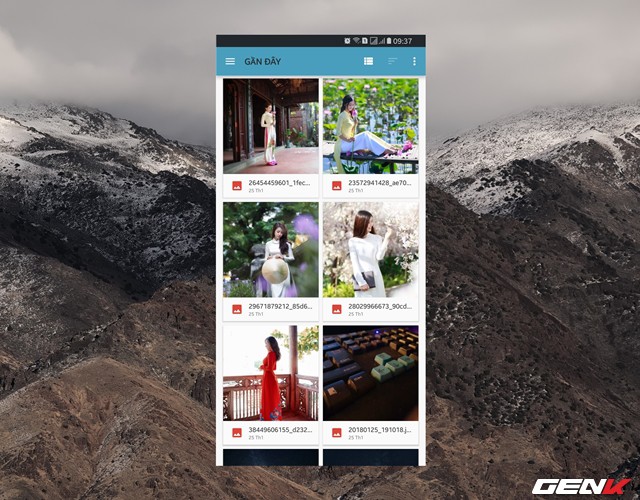 09:37
GẦN ĐÂY
26454459601_1fec...
25 Th1
23572941428_ae70...
25 Th1
29671879212_85d6...
25 Th1
28029966673_90cd...
25 Th1
38449606155_d232...
25 Th1
20180125_191018.j...
25 Th1
GENK